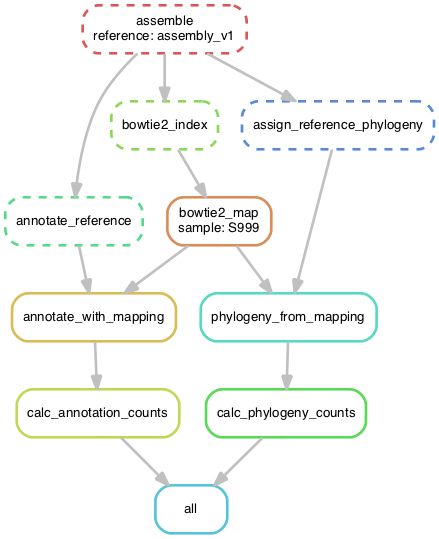 assemble
reference: assembly_v1
bowtie2_index
assign_reference_phylogeny
annotate_reference
bowtie2_map
sample: S999
annotate_with_mapping
phylogeny_from_mapping
calc_annotation_counts
calc_phylogeny_counts
all